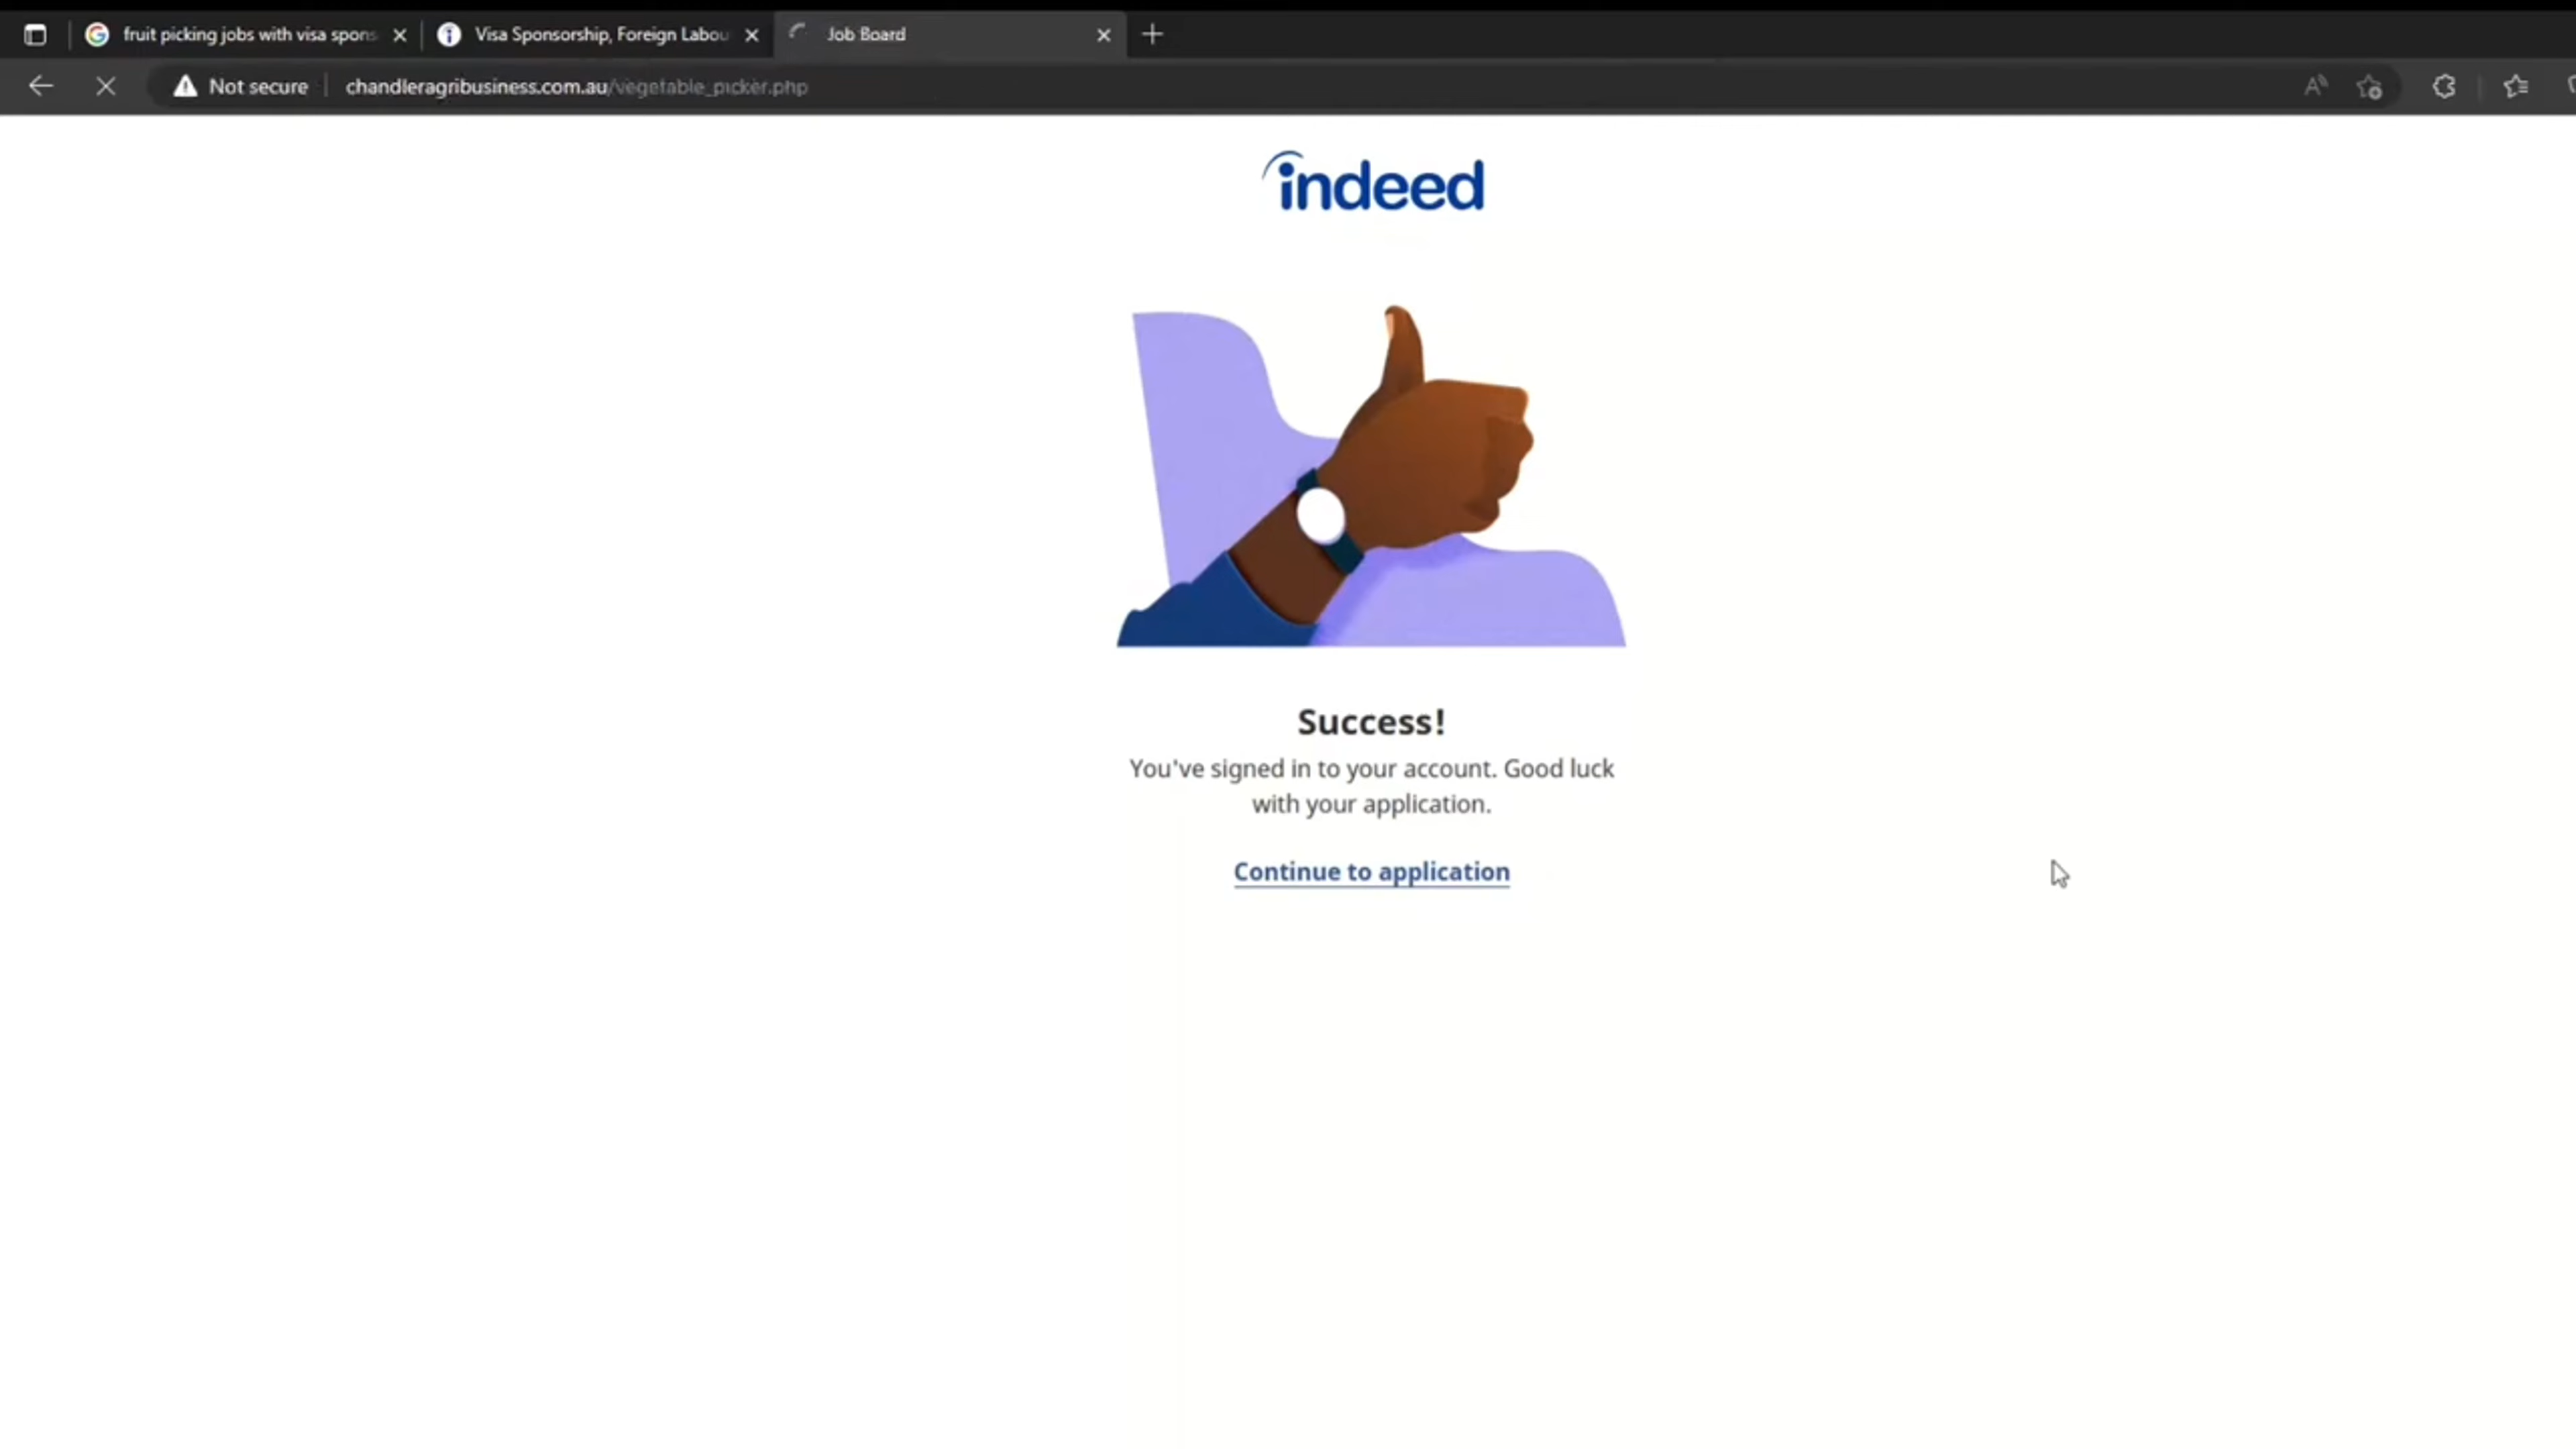 fruit picking jobs with visa spons
Visa Sponsorship, Foreign Labou
Job Board
Not secure
chandleragribusiness.com.au/vegetable_picker.php
indeed
Success!
You've signed in to your account. Good luck
with your application.
Continue to application